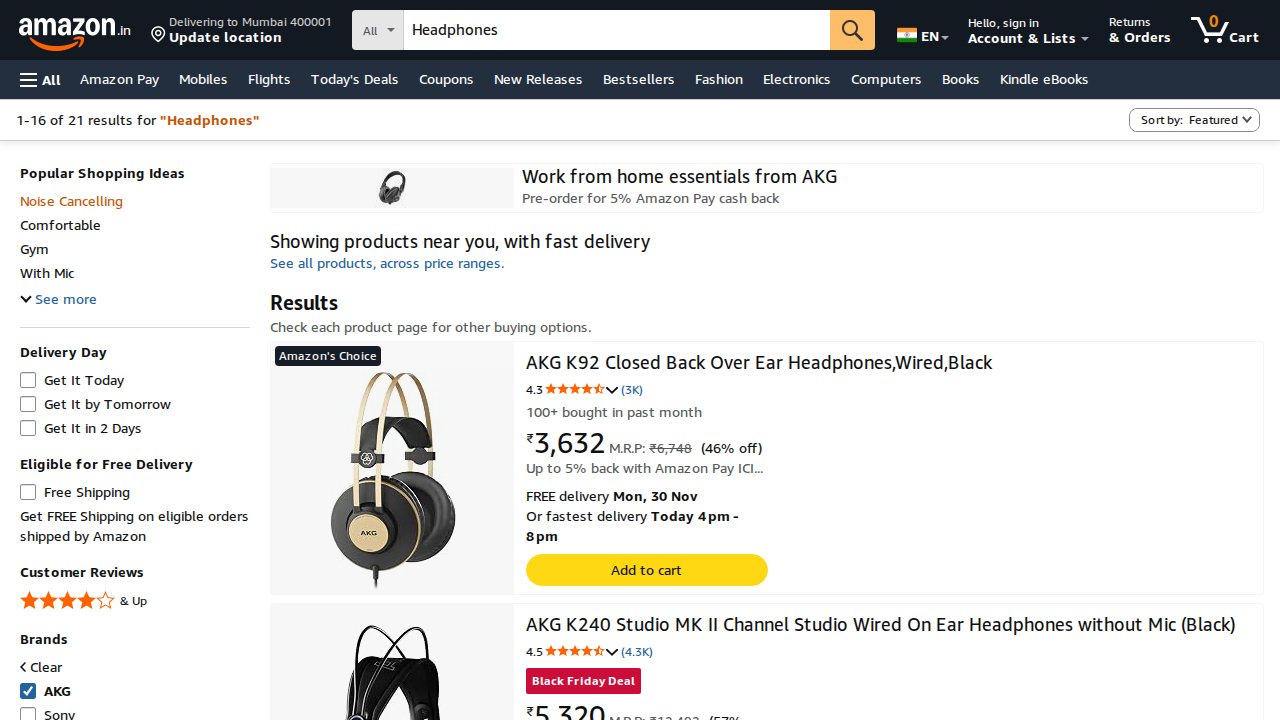 amazon.in
Delivering to Mumbai 400001
Update location
All
Headphones
EN
Hello, sign in
Account & Lists
Returns
& Orders
0
Cart
All
Amazon Pay
Mobiles
Flights
Today's Deals
Coupons
New Releases
Bestsellers
Fashion
Electronics
Computers
Books
Kindle eBooks
1-16 of 21 results for "Headphones"
Sort by: Featured
Popular Shopping Ideas
Noise Cancelling
Comfortable
Gym
With Mic
See more
Delivery Day
Get It Today
Get It by Tomorrow
Get It in 2 Days
Eligible for Free Delivery
Free Shipping
Get FREE Shipping on eligible orders
shipped by Amazon
Customer Reviews
& Up
Brands
Clear
AKG
Sony
Work from home essentials from AKG
Pre-order for 5% Amazon Pay cash back
Showing products near you, with fast delivery
See all products, across price ranges.
Results
Check each product page for other buying options.
Amazon's Choice
AKG
AKG K92 Closed Back Over Ear Headphones,Wired,Black
4.3 (3K)
100+ bought in past month
₹3,632 M.R.P: ₹6,748 (46% off)
Up to 5% back with Amazon Pay ICI...
FREE delivery Mon, 30 Nov
Or fastest delivery Today 4 pm -
8 pm
Add to cart
AKG K240 Studio MK II Channel Studio Wired On Ear Headphones without Mic (Black)
4.5 (4.3K)
Black Friday Deal
₹5,320